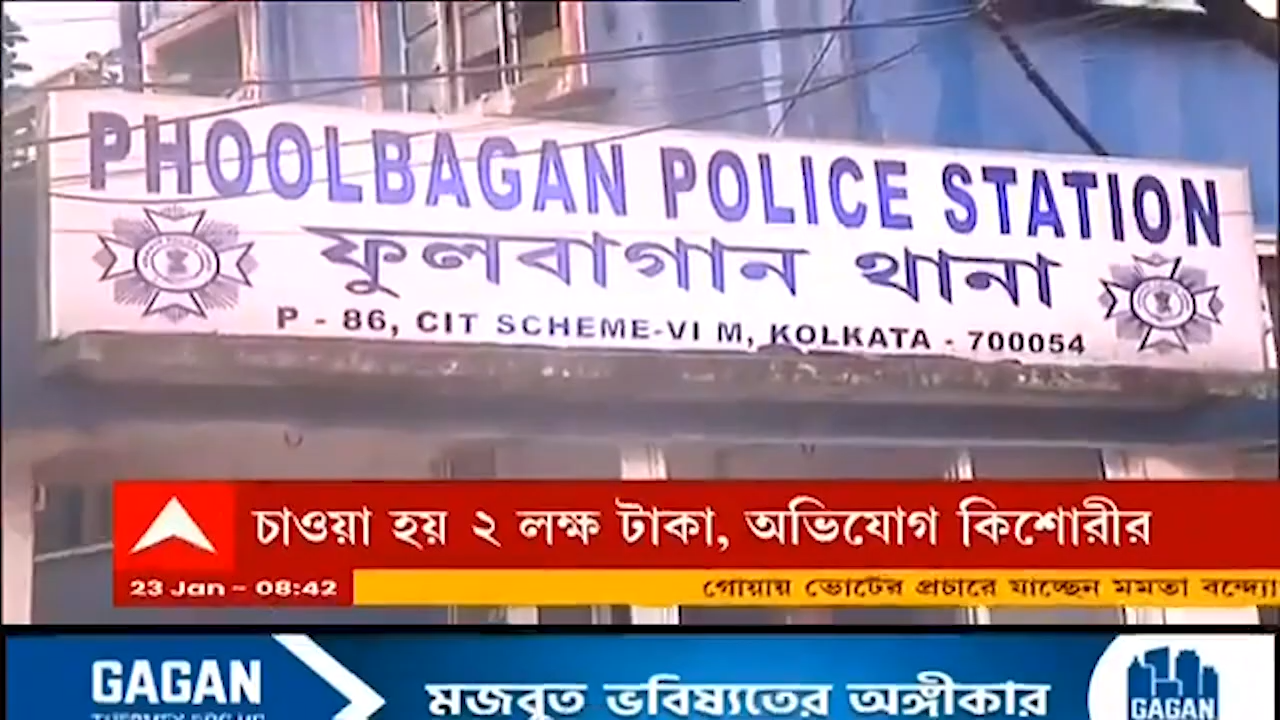 PHOOLBAGAN POLICE STATION
ফুলবাগান থানা
P - 86, CIT SCHEME-VI M, KOLKATA - 700054
চাওয়া হয় ২ লক্ষ টাকা, অভিযোগ কিশোরীর
23 Jan - 08:42
গোয়ায় ভোটের প্রচারে যাচ্ছেন মমতা বন্দ্যো
GAGAN
মজবুত ভবিষ্যতের অঙ্গীকার
GAGAN